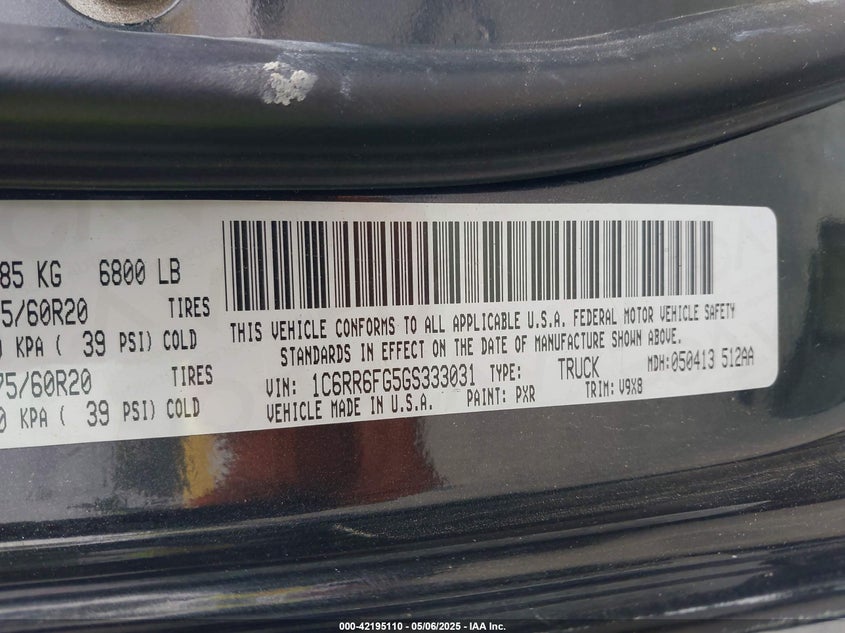 85 KG 6800 LB
5/60R20 TIRES
KPA ( 39 PSI) COLD
75/60R20 TIRES
0 KPA ( 39 PSI) COLD
THIS VEHICLE CONFORMS TO ALL APPLICABLE U.S.A. FEDERAL MOTOR VEHICLE SAFETY
STANDARDS IN EFFECT ON THE DATE OF MANUFACTURE SHOWN ABOVE.
VIN: 1C6RR6FG5GS333031 TYPE: TRUCK MDH:050413 512AA
VEHICLE MADE IN U.S.A. PAINT: PXR TRIM: V9X8
000-42195110 - 05/06/2025 - IAA Inc.